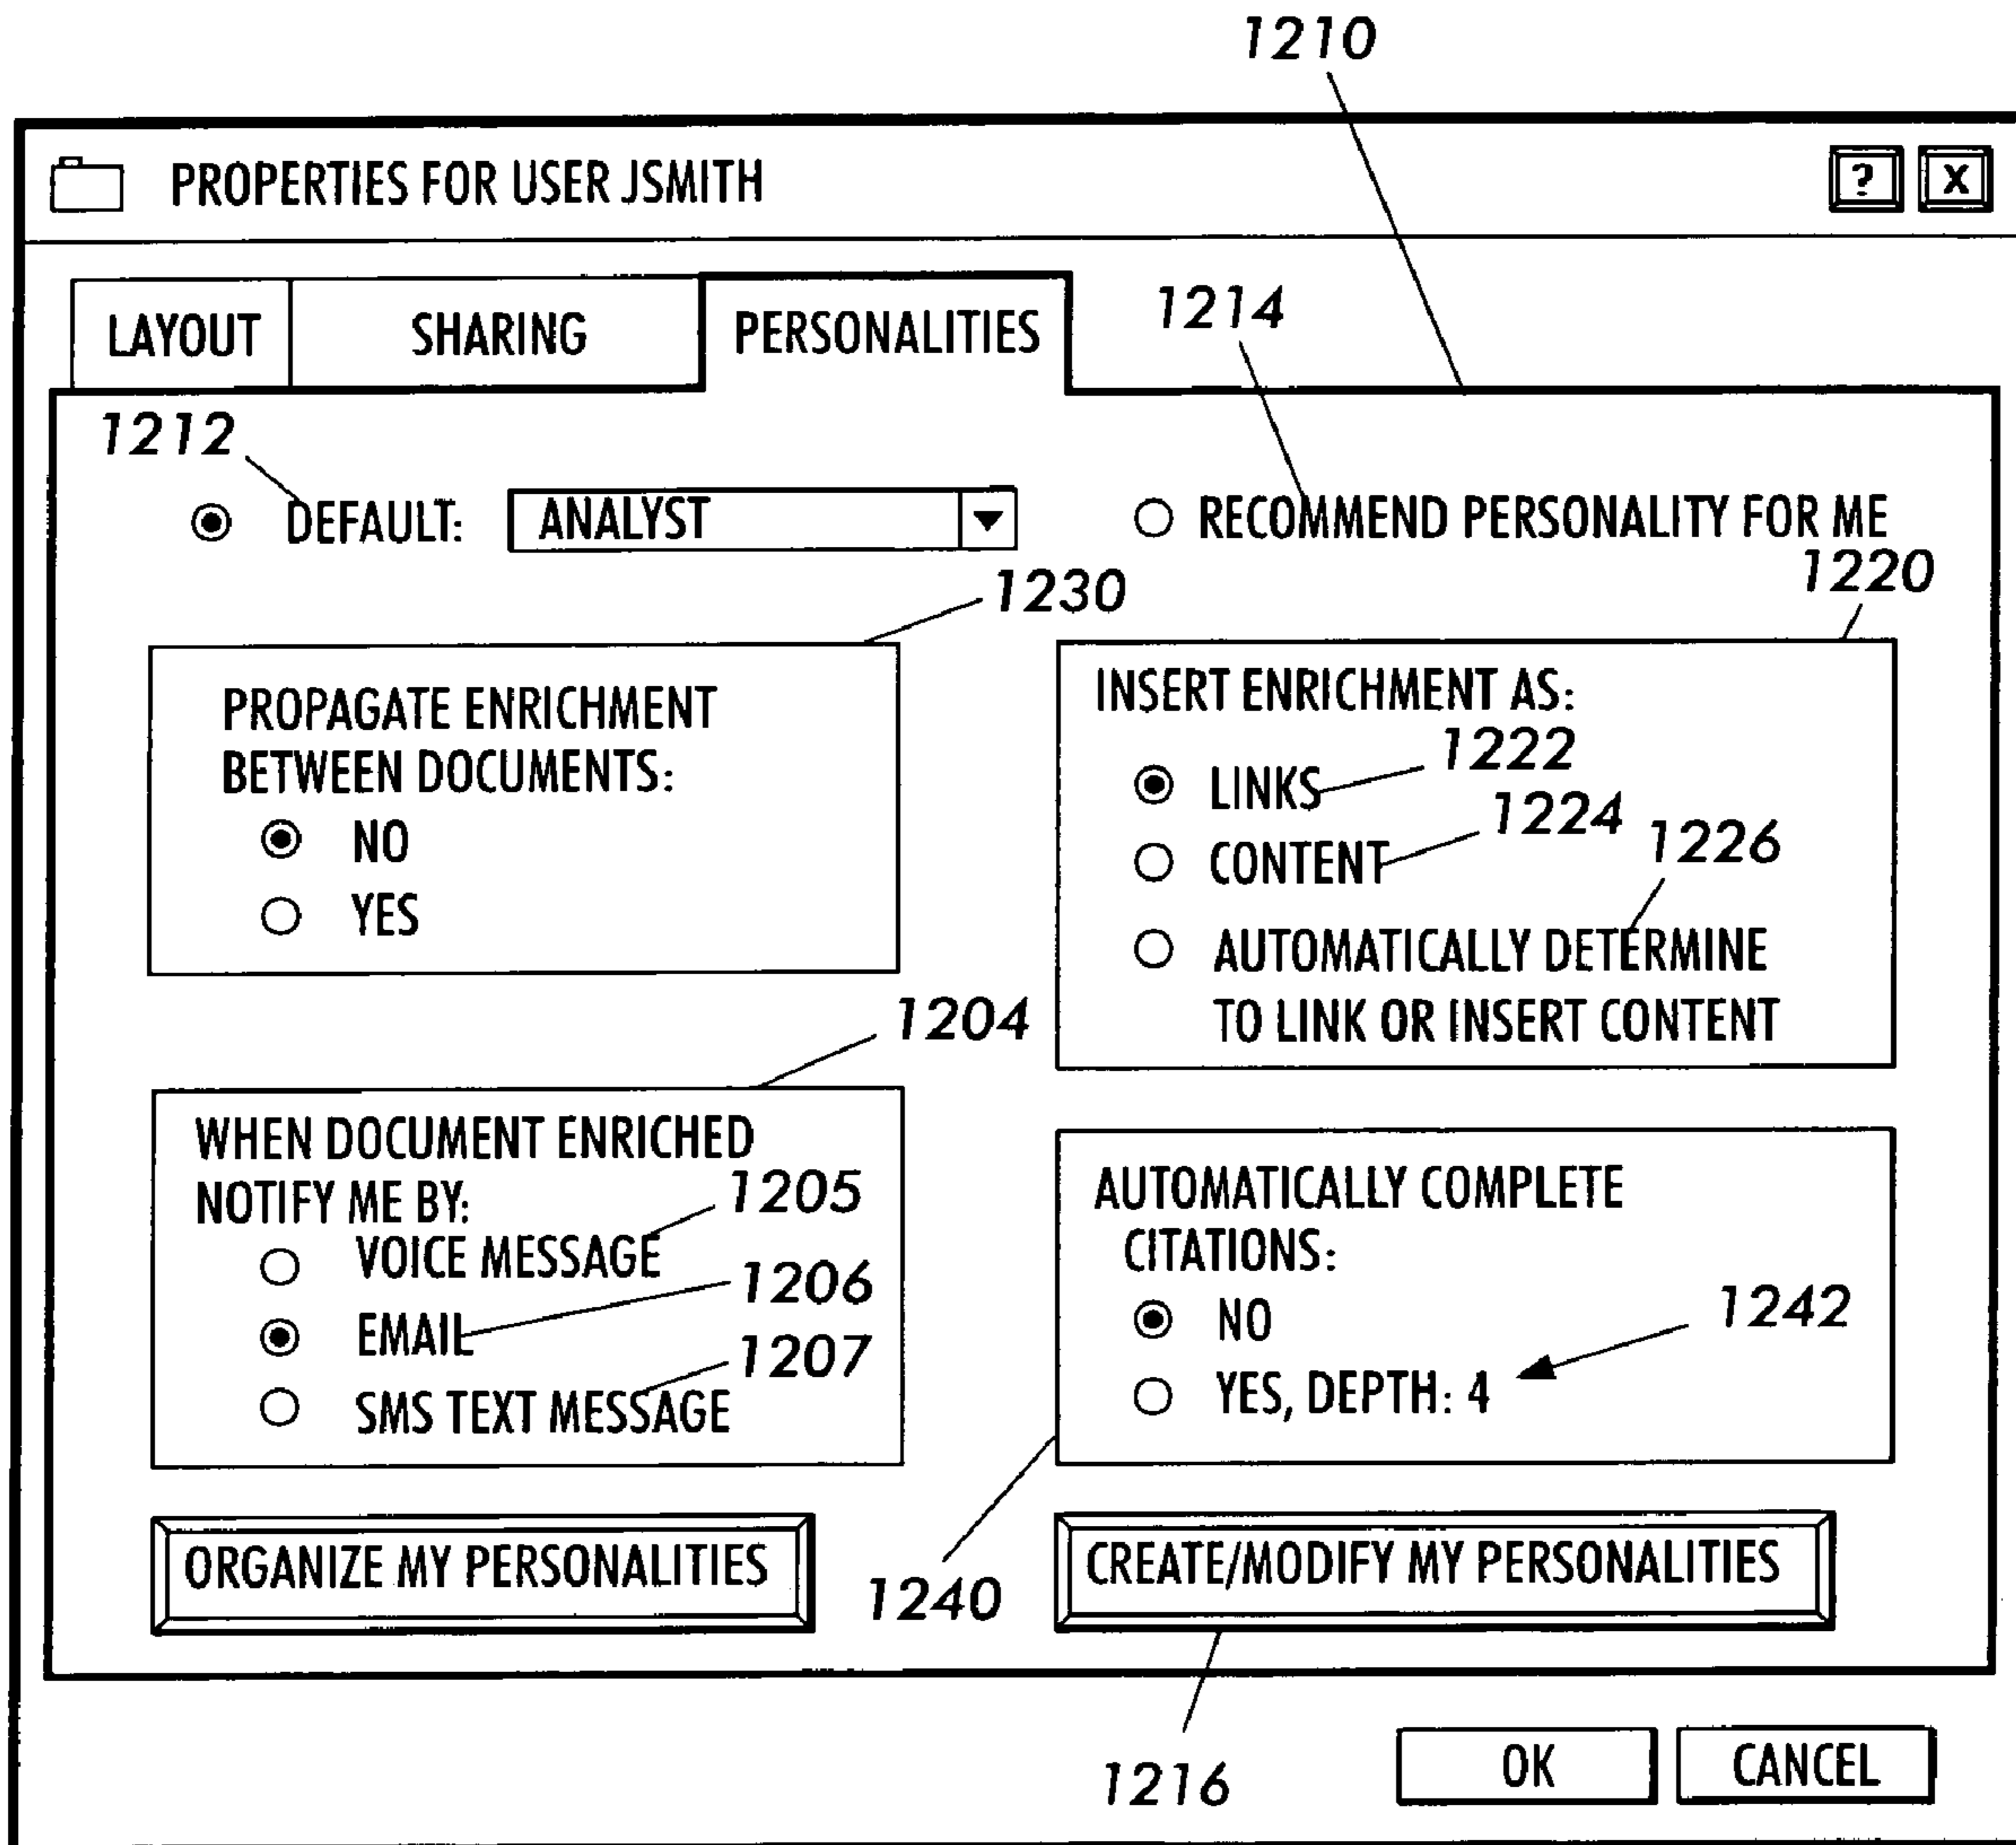 1210
PROPERTIES FOR USER JSMITH
? X
LAYOUT SHARING PERSONALITIES
1214
1212
DEFAULT: ANALYST
RECOMMEND PERSONALITY FOR ME
1230
1220
PROPAGATE ENRICHMENT
BETWEEN DOCUMENTS:
NO
YES
INSERT ENRICHMENT AS:
1222
LINKS
1224
CONTENT
1226
AUTOMATICALLY DETERMINE
TO LINK OR INSERT CONTENT
1204
WHEN DOCUMENT ENRICHED
NOTIFY ME BY:
1205
VOICE MESSAGE
1206
EMAIL
1207
SMS TEXT MESSAGE
AUTOMATICALLY COMPLETE
CITATIONS:
NO
1242
YES, DEPTH: 4
ORGANIZE MY PERSONALITIES
1240
CREATE/MODIFY MY PERSONALITIES
1216
OK
CANCEL